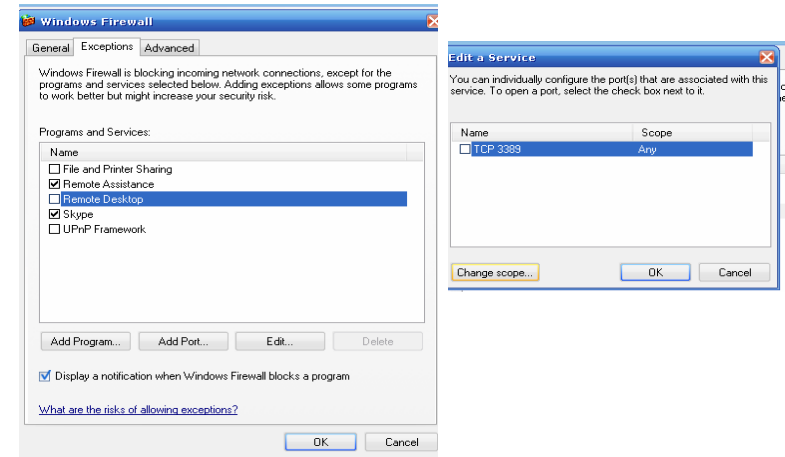 Windows Firewall
General Exceptions Advanced
Windows Firewall is blocking incoming network connections, except for the
programs and services selected below. Adding exceptions allows some programs
to work better but might increase your security risk.
Programs and Services:
Name
File and Printer Sharing
Remote Assistance
Remote Desktop
Skype
UPnP Framework
Add Program... Add Port... Edit... Delete
Display a notification when Windows Firewall blocks a program
What are the risks of allowing exceptions?
OK Cancel
Edit a Service
You can individually configure the port(s) that are associated with this
service. To open a port, select the check box next to it.
Name Scope
TCP 3389 Any
Change scope... OK Cancel